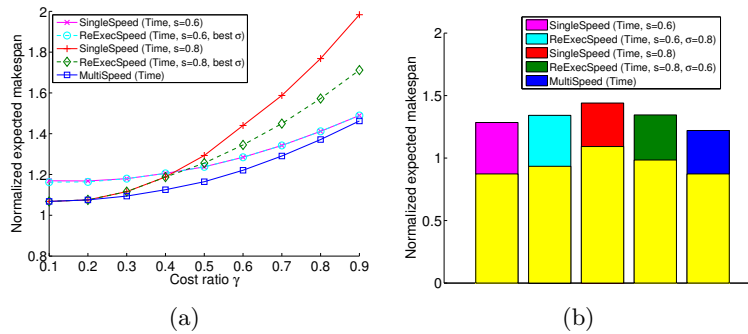 SingleSpeed (Time, s=0.6)
ReExecSpeed (Time, s=0.6, best σ)
SingleSpeed (Time, s=0.8)
ReExecSpeed (Time, s=0.8, best σ)
MultiSpeed (Time)
Normalized expected makespan
2
1.8
1.6
1.4
1.2
1
0.8
0.1 0.2 0.3 0.4 0.5 0.6 0.7 0.8 0.9
Cost ratio γ
(a)
SingleSpeed (Time, s=0.6)
ReExecSpeed (Time, s=0.6, σ=0.8)
SingleSpeed (Time, s=0.8)
ReExecSpeed (Time, s=0.8, σ=0.6)
MultiSpeed (Time)
Normalized expected makespan
2
1.5
1
0.5
0
(b)